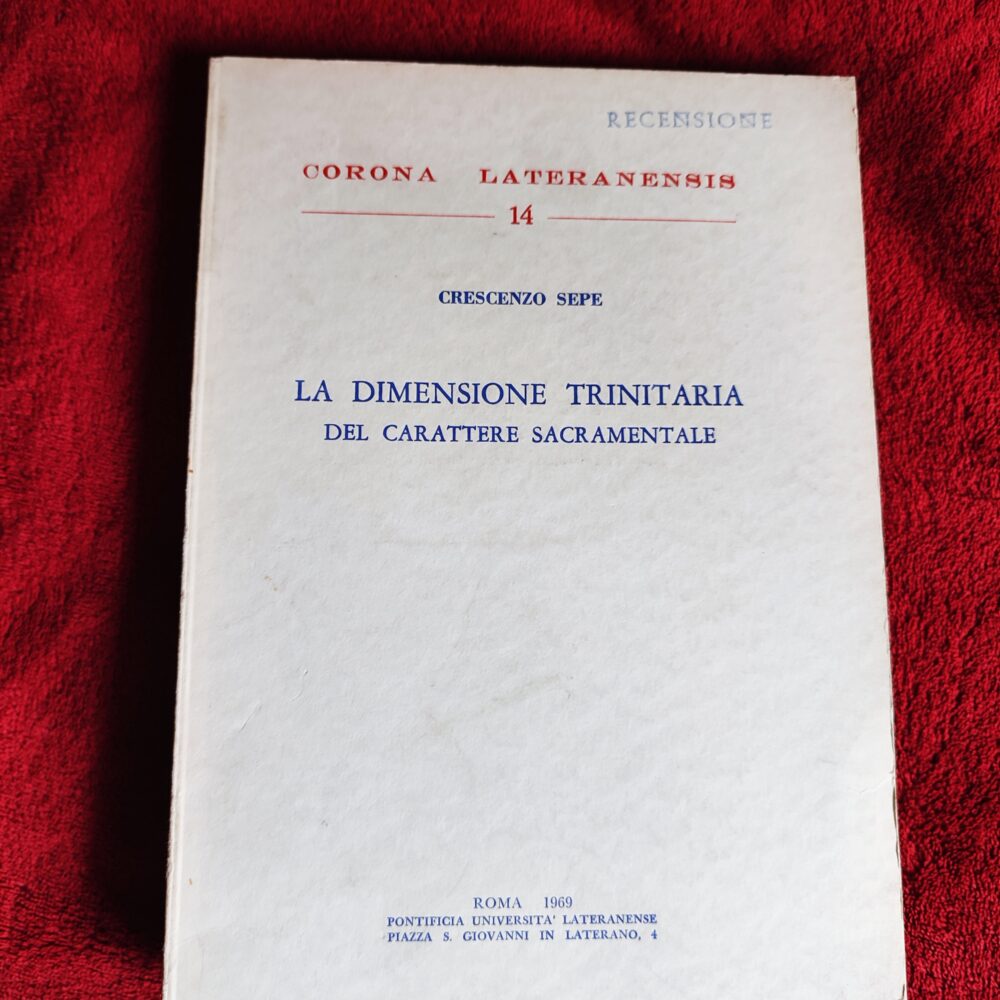 RECENSIONE
CORONA LATERANENSIS
14
CRESCENZO SEPE
LA DIMENSIONE TRINITARIA
DEL CARATTERE SACRAMENTALE
ROMA 1969
PONTIFICIA UNIVERSITA' LATERANENSE
PIAZZA S. GIOVANNI IN LATERANO, 4